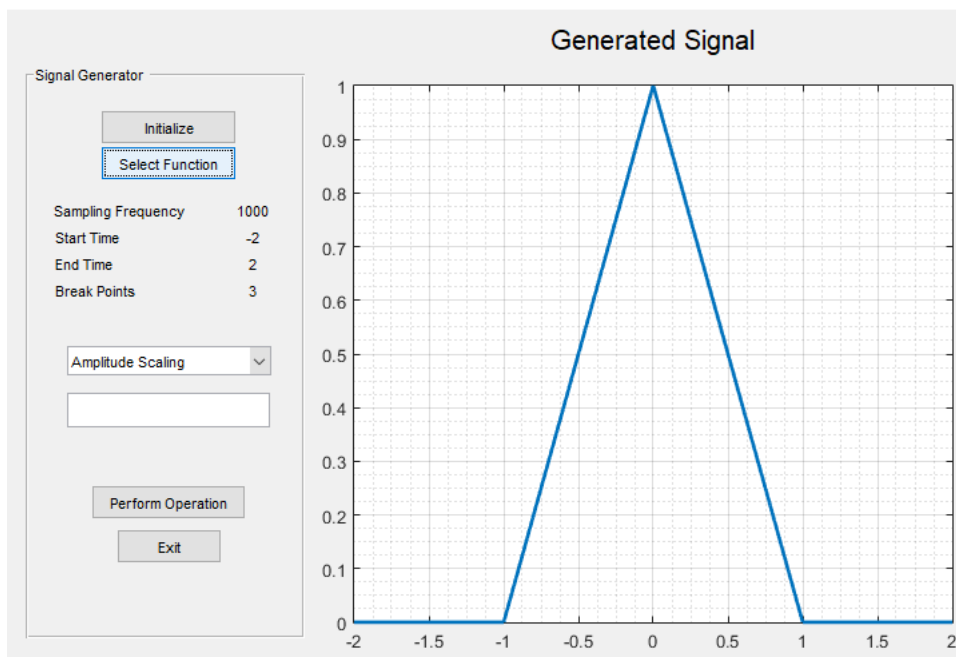 Generated Signal
Signal Generator
Initialize
Select Function
Sampling Frequency 1000
Start Time -2
End Time 2
Break Points 3
Amplitude Scaling
Perform Operation
Exit
1
0.9
0.8
0.7
0.6
0.5
0.4
0.3
0.2
0.1
0
-2 -1.5 -1 -0.5 0 0.5 1 1.5 2